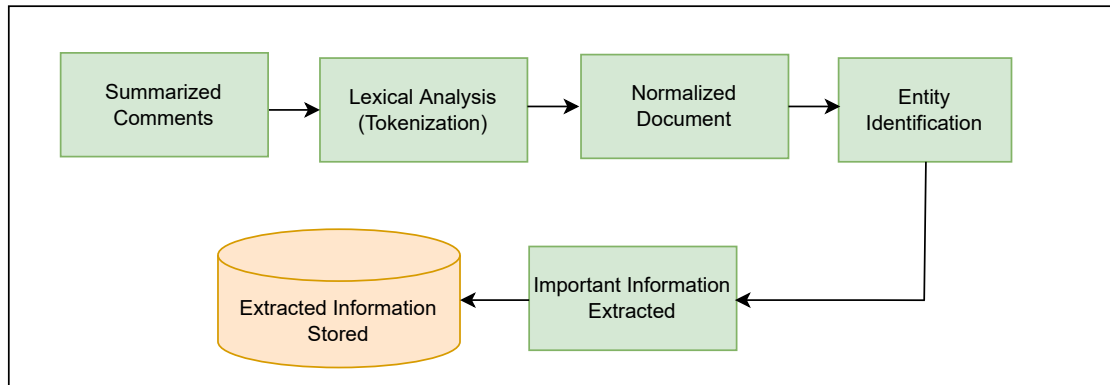 Summarized
Comments
Lexical Analysis
(Tokenization)
Normalized
Document
Entity
Identification
Important Information
Extracted
Extracted Information
Stored